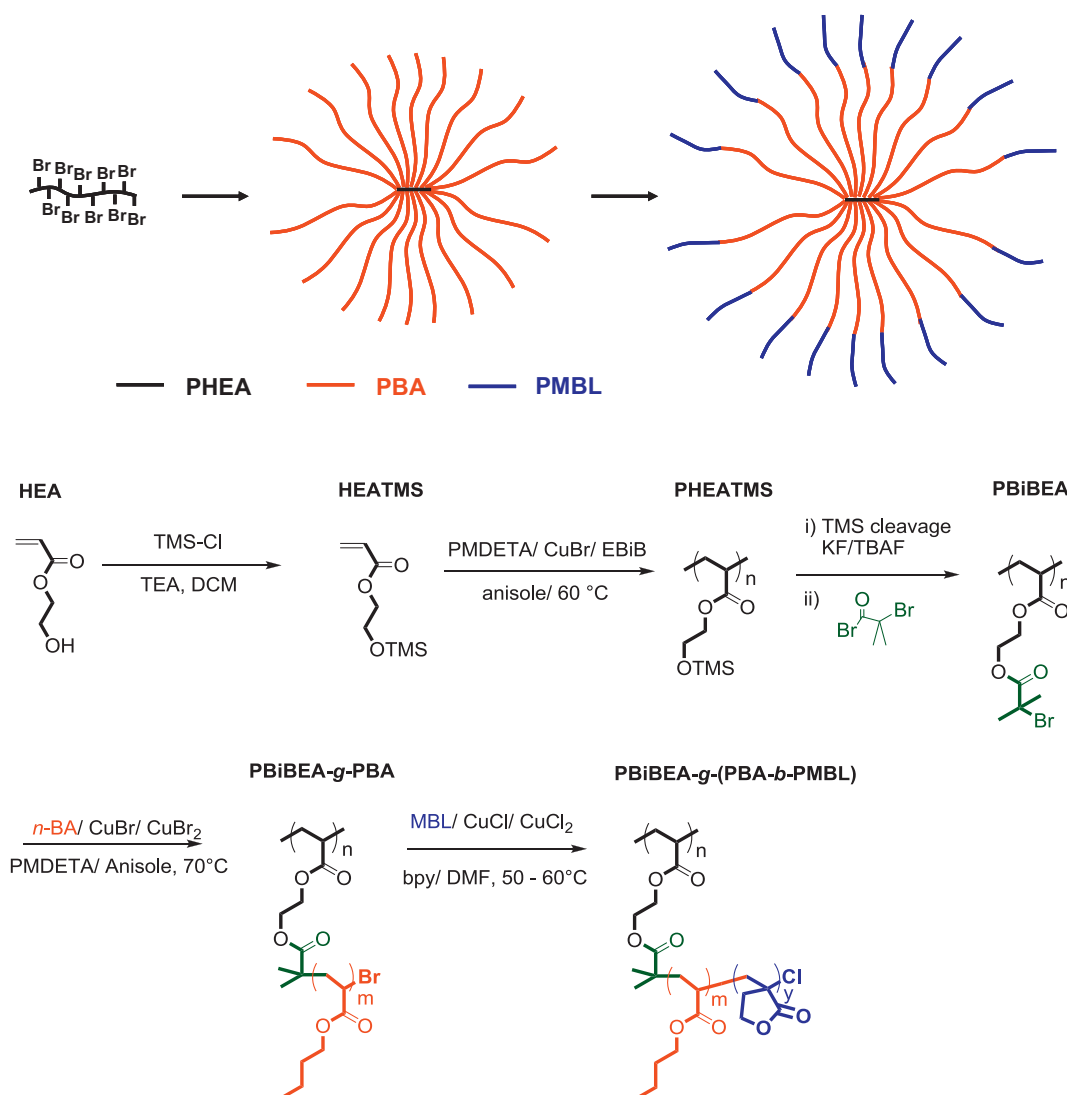 Br Br Br Br Br
Br Br Br Br Br
PHEA PBA PMBL
HEA
O
O
OH
TMS-Cl
TEA, DCM
HEATMS
O
O
OTMS
PMDETA/ CuBr/ EBiB
anisole/ 60 °C
PHEATMS
n
O
O
OTMS
i) TMS cleavage
KF/TBAF
ii)
O
Br
Br
PBiBEA
n
O
O
O
O
Br
n-BA/ CuBr/ CuBr2
PMDETA/ Anisole, 70°C
PBiBEA-g-PBA
n
O
O
O
O
Br
m
O
O
MBL/ CuCl/ CuCl2
bpy/ DMF, 50 - 60°C
PBiBEA-g-(PBA-b-PMBL)
n
O
O
O
O
Cl
m
y
O
O
O
O